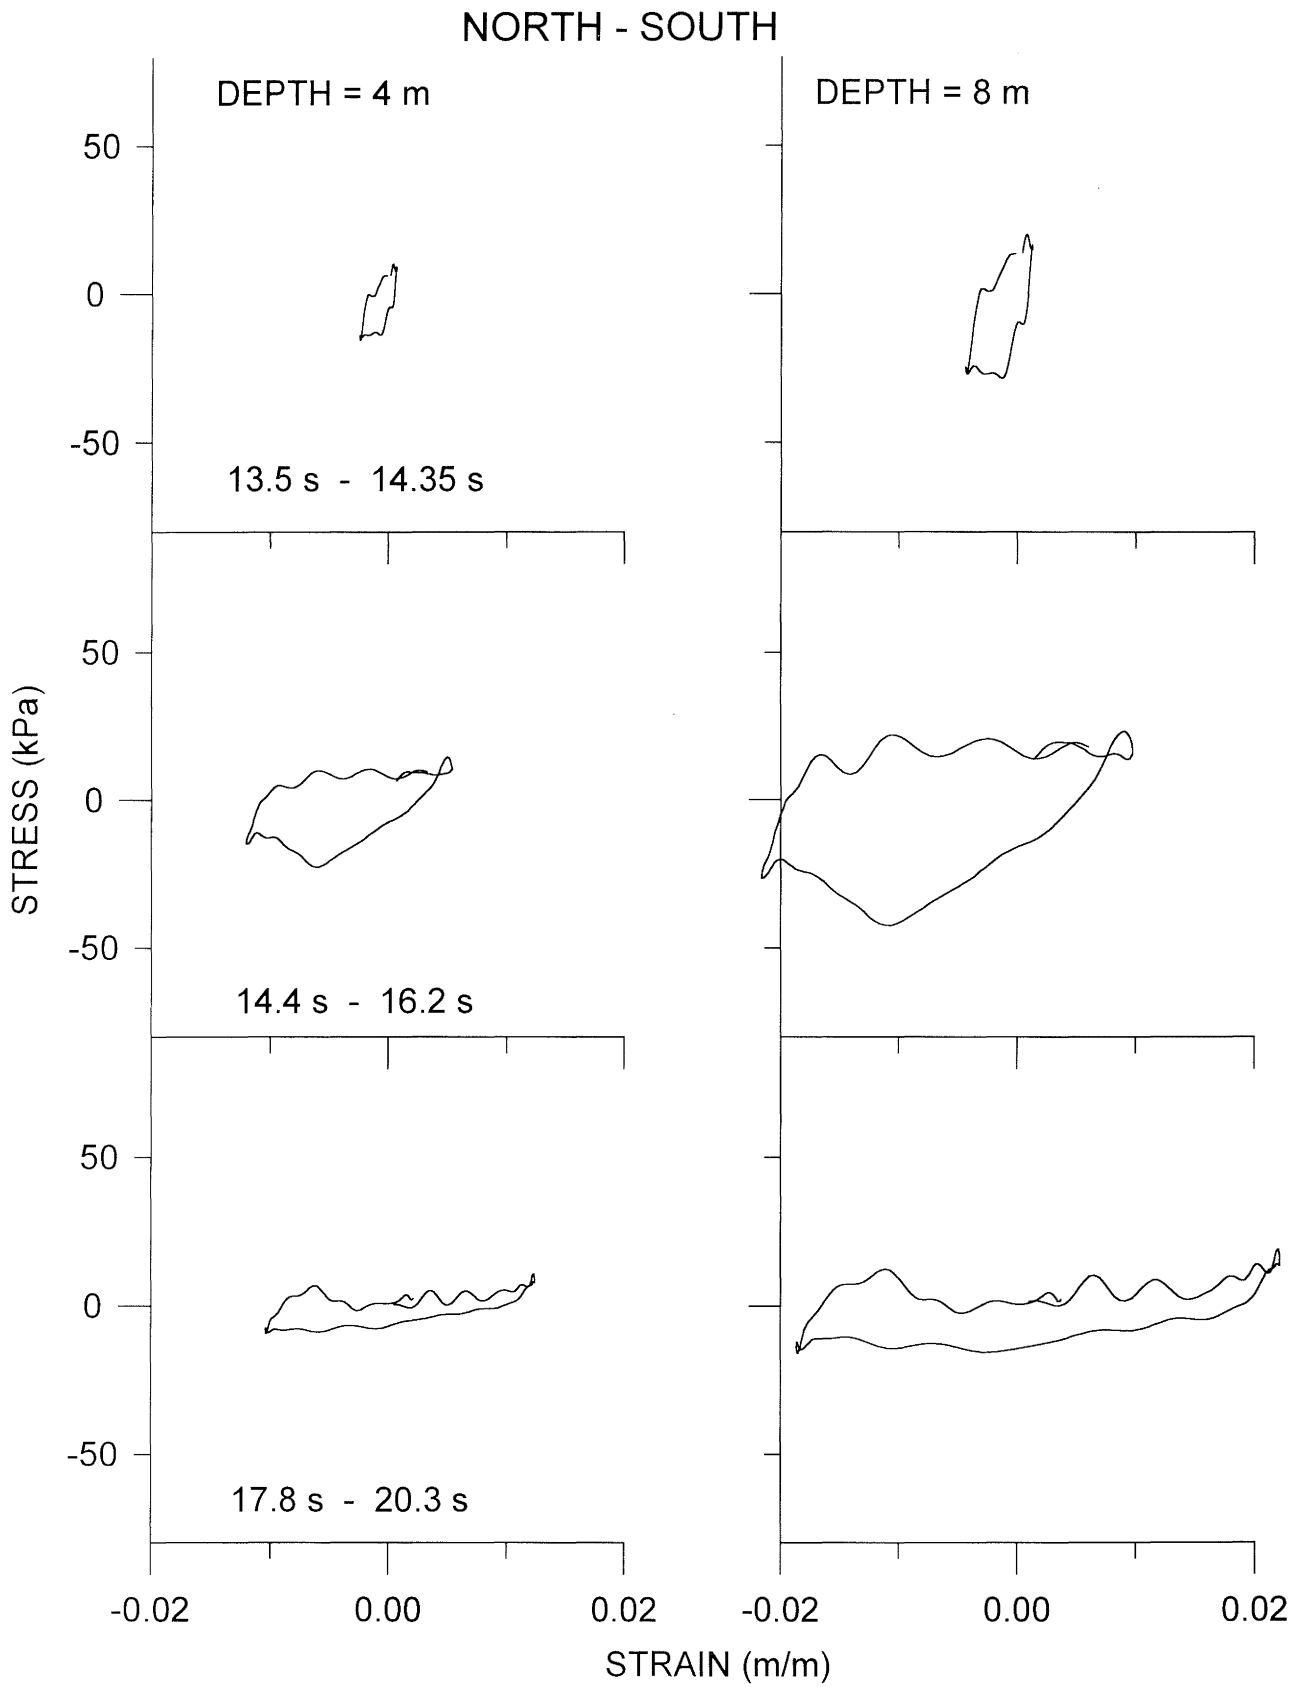 NORTH - SOUTH
DEPTH = 4 m
DEPTH = 8 m
50
0
-50
13.5 s - 14.35 s
50
0
-50
14.4 s - 16.2 s
50
0
-50
17.8 s - 20.3 s
STRESS (kPa)
-0.02 0.00 0.02 -0.02 0.00 0.02
STRAIN (m/m)